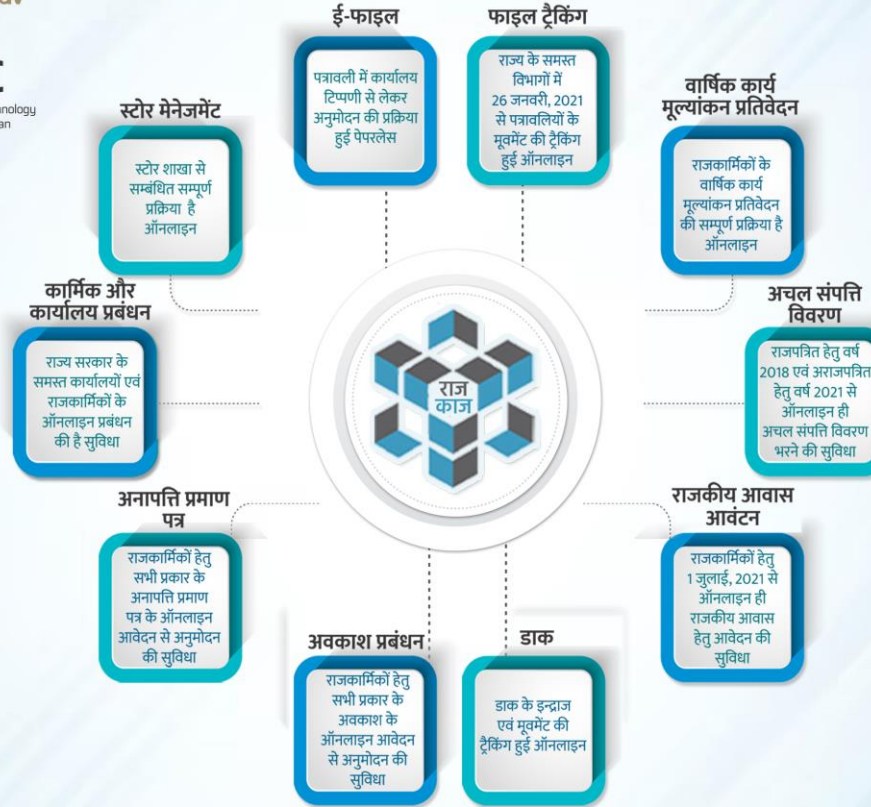 ई-फाइल
पत्रावली में कार्यालय
टिप्पणी से लेकर
अनुमोदन की प्रक्रिया
हुई पेपरलेस
फाइल ट्रैकिंग
राज्य के समस्त
विभागों में
26 जनवरी, 2021
से पत्रावलियों के
मूवमेंट की ट्रैकिंग
हुई ऑनलाइन
स्टोर मेनेजमेंट
स्टोर शाखा से
सम्बंधित सम्पूर्ण
प्रक्रिया है
ऑनलाइन
वार्षिक कार्य
मूल्यांकन प्रतिवेदन
राजकार्मिकों के
वार्षिक कार्य
मूल्यांकन प्रतिवेदन
की सम्पूर्ण प्रक्रिया है
ऑनलाइन
कार्मिक और
कार्यालय प्रबंधन
राज्य सरकार के
समस्त कार्यालयों एवं
राजकार्मिकों के
ऑनलाइन प्रबंधन
की है सुविधा
राज
काज
अचल संपत्ति
विवरण
राजपत्रित हेतु वर्ष
2018 एवं अराजपत्रित
हेतु वर्ष 2021 से
ऑनलाइन ही
अचल संपत्ति विवरण
भरने की सुविधा
अनापत्ति प्रमाण
पत्र
राजकार्मिकों हेतु
सभी प्रकार के
अनापत्ति प्रमाण
पत्र के ऑनलाइन
आवेदन से अनुमोदन
की सुविधा
राजकीय आवास
आवंटन
राजकार्मिकों हेतु
1 जुलाई, 2021 से
ऑनलाइन ही
राजकीय आवास
हेतु आवेदन की
सुविधा
अवकाश प्रबंधन
राजकार्मिकों हेतु
सभी प्रकार के
अवकाश के
ऑनलाइन आवेदन
से अनुमोदन की
सुविधा
डाक
डाक के इन्द्राज
एवं मूवमेंट की
ट्रैकिंग हुई ऑनलाइन